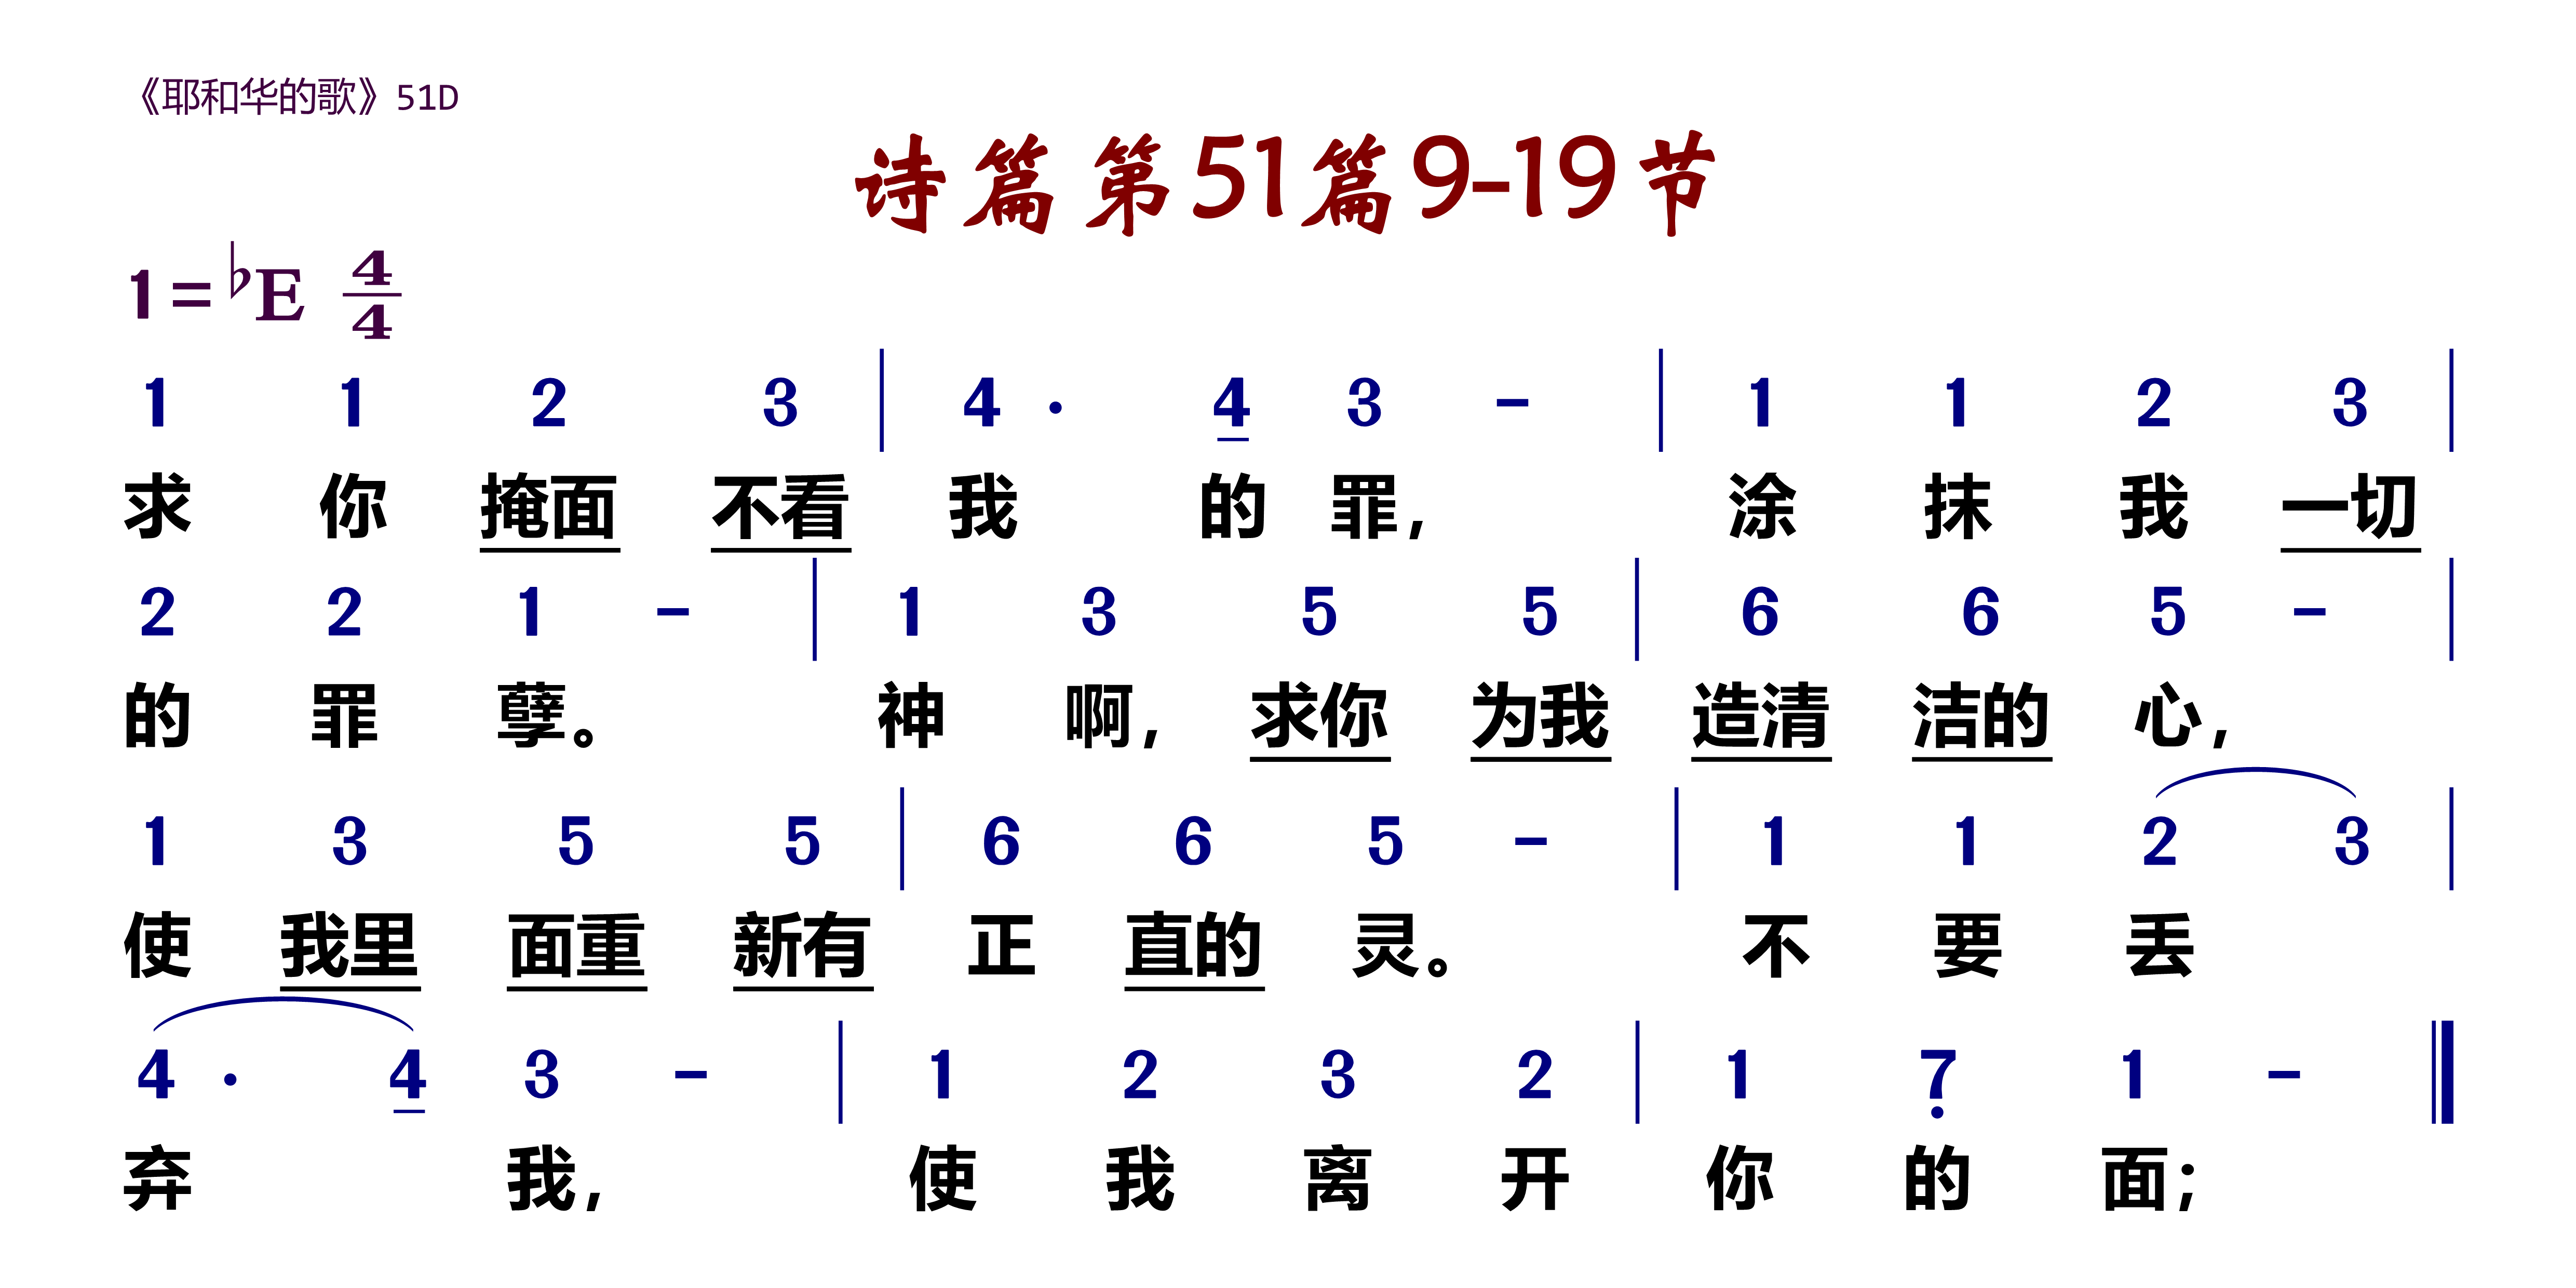 《耶和华的歌》51D
诗篇第51篇9-19节
1=♭E 4/4
1 1 2 3 | 4 · 4 3 - | 1 1 2 3 |
求 你 掩面 不看 我 的 罪, 涂 抹 我 一切
2 2 1 - | 1 3 5 5 | 6 6 5 - |
的 罪 孽。 神 啊, 求你 为我 造清 洁的 心,
1 3 5 5 | 6 6 5 - | 1 1 2 3 |
使 我里 面重 新有 正 直的 灵。 不 要 丢
4 · 4 3 - | 1 2 3 2 | 1 7 1 - ‖
弃 我, 使 我 离 开 你 的 面;